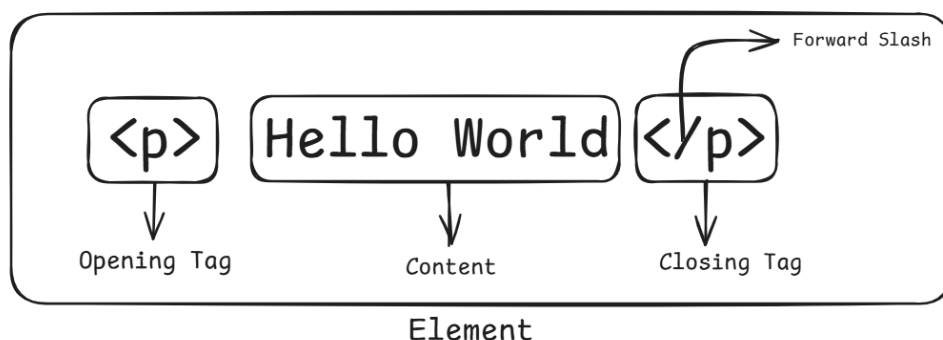 Forward Slash
<p> Hello World </p>
Opening Tag Content Closing Tag
Element